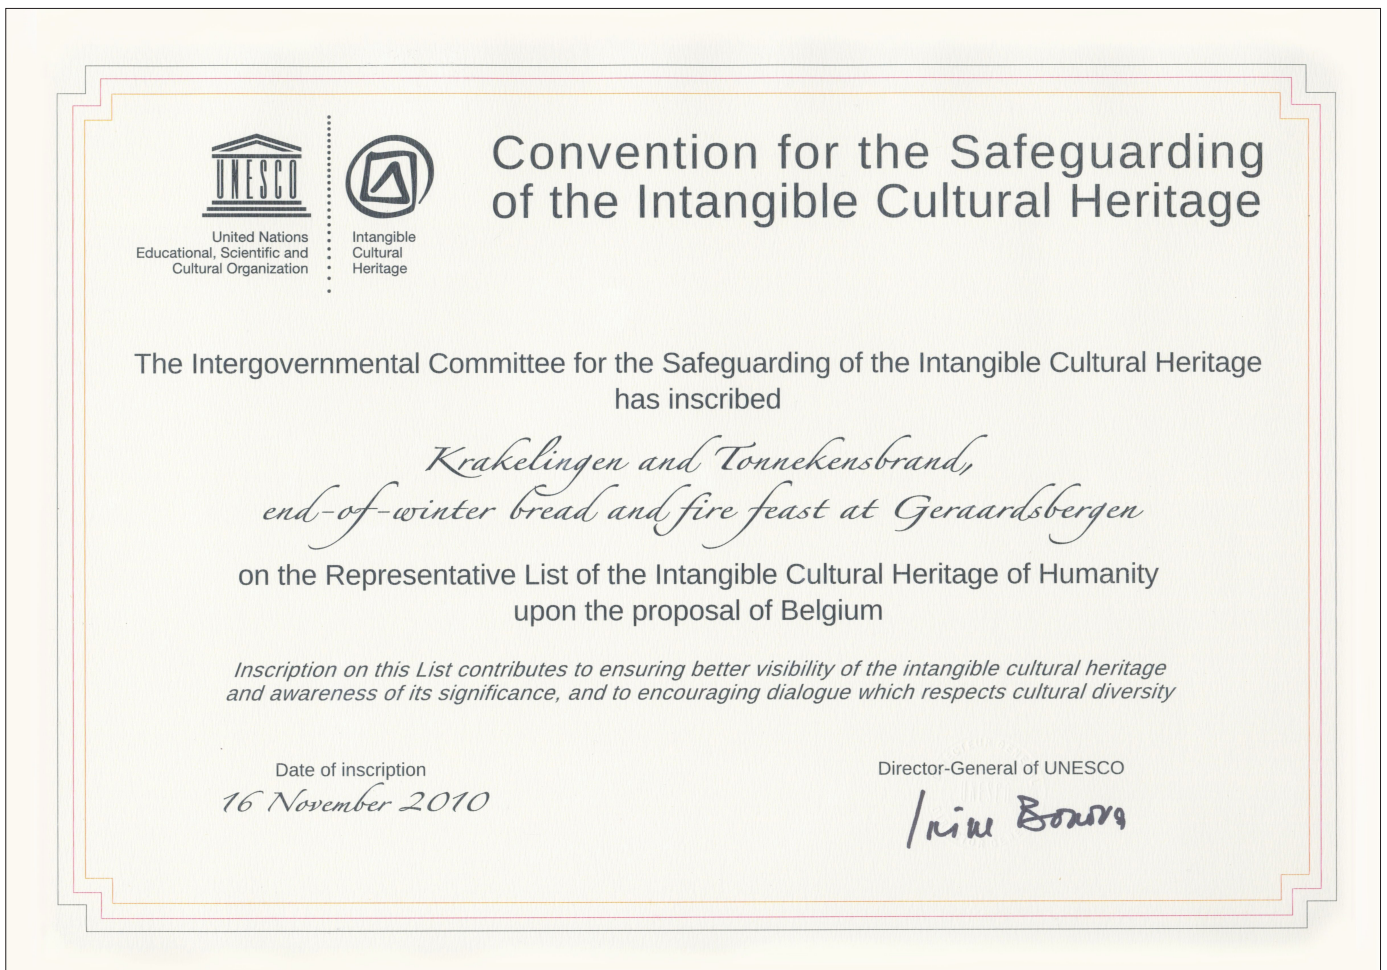 UNESCO
United Nations
Educational, Scientific and
Cultural Organization
Intangible
Cultural
Heritage
Convention for the Safeguarding
of the Intangible Cultural Heritage
The Intergovernmental Committee for the Safeguarding of the Intangible Cultural Heritage
has inscribed
Krakelingen and Tonnekensbrand,
end-of-winter bread and fire feast at Geraardsbergen
on the Representative List of the Intangible Cultural Heritage of Humanity
upon the proposal of Belgium
Inscription on this List contributes to ensuring better visibility of the intangible cultural heritage
and awareness of its significance, and to encouraging dialogue which respects cultural diversity
Date of inscription
16 November 2010
Director-General of UNESCO